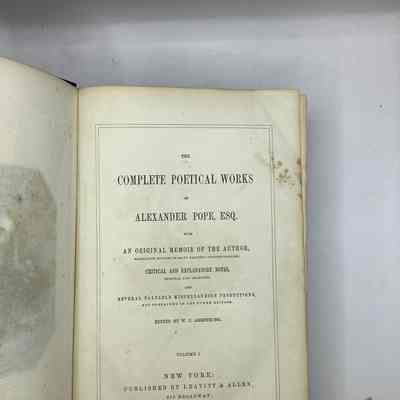 THE
COMPLETE POETICAL WORKS
OF
ALEXANDER POPE, ESQ.
WITH
AN ORIGINAL MEMOIR OF THE AUTHOR,
CRITICAL AND EXPLANATORY NOTES,
AND
SEVERAL VALUABLE MISCELLANEOUS PRODUCTIONS,
EDITED BY W. C. ARMSTRONG.
VOLUME I
NEW YORK:
PUBLISHED BY LEAVITT & ALLEN,
BROADWAY.